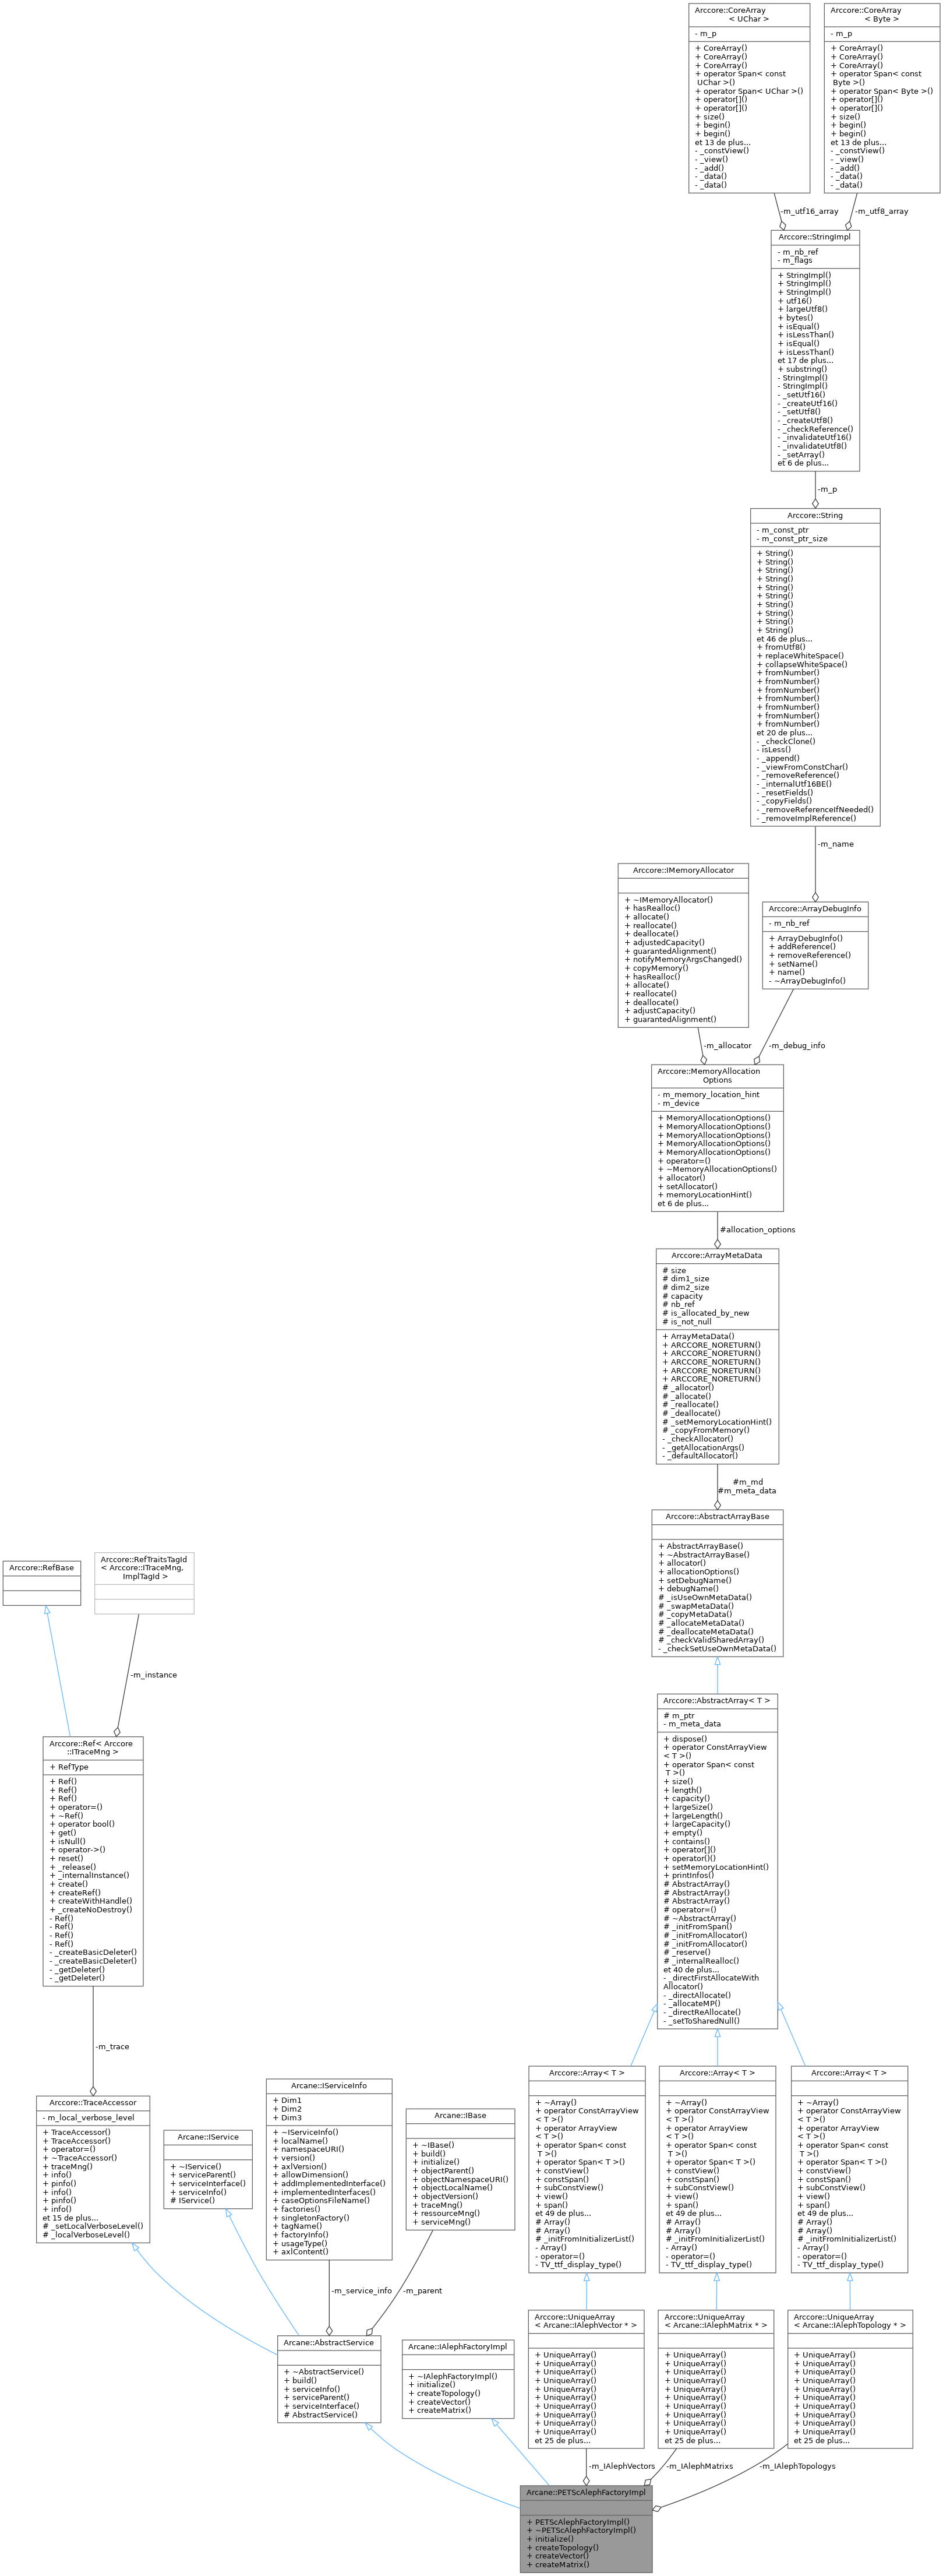 Arccore::CoreArray
< UChar >
- m_p
+ CoreArray()
+ CoreArray()
+ CoreArray()
+ operator Span< const
UChar >()
+ operator Span< UChar >()
+ operator[]()
+ operator[]()
+ size()
+ begin()
+ begin()
et 13 de plus...
- _constView()
- _view()
- _add()
- _data()
- _data()
Arccore::CoreArray
< Byte >
- m_p
+ CoreArray()
+ CoreArray()
+ CoreArray()
+ operator Span< const
Byte >()
+ operator Span< Byte >()
+ operator[]()
+ operator[]()
+ size()
+ begin()
+ begin()
et 13 de plus...
- _constView()
- _view()
- _add()
- _data()
- _data()
-m_utf16_array
-m_utf8_array
Arccore::StringImpl
- m_nb_ref
- m_flags
+ StringImpl()
+ StringImpl()
+ StringImpl()
+ utf16()
+ largeUtf8()
+ bytes()
+ isEqual()
+ isLessThan()
+ isEqual()
+ isLessThan()
et 17 de plus...
+ substring()
- StringImpl()
- StringImpl()
- _setUtf16()
- _createUtf16()
- _setUtf8()
- _createUtf8()
- _checkReference()
- _invalidateUtf16()
- _invalidateUtf8()
- _setArray()
et 6 de plus...
-m_p
Arccore::String
- m_const_ptr
- m_const_ptr_size
+ String()
+ String()
+ String()
+ String()
+ String()
+ String()
+ String()
+ String()
+ String()
+ String()
et 46 de plus...
+ fromUtf8()
+ replaceWhiteSpace()
+ collapseWhiteSpace()
+ fromNumber()
+ fromNumber()
+ fromNumber()
+ fromNumber()
+ fromNumber()
+ fromNumber()
+ fromNumber()
et 20 de plus...
- _checkClone()
- isLess()
- _append()
- _viewFromConstChar()
- _removeReference()
- _internalUtf16BE()
- _resetFields()
- _copyFields()
- _removeReferenceIfNeeded()
- _removeImplReference()
-m_name
Arccore::IMemoryAllocator
+ ~IMemoryAllocator()
+ hasRealloc()
+ allocate()
+ reallocate()
+ deallocate()
+ adjustedCapacity()
+ guarantedAlignment()
+ notifyMemoryArgsChanged()
+ copyMemory()
+ hasRealloc()
+ allocate()
+ reallocate()
+ deallocate()
+ adjustCapacity()
+ guarantedAlignment()
Arccore::ArrayDebugInfo
- m_nb_ref
+ ArrayDebugInfo()
+ addReference()
+ removeReference()
+ setName()
+ name()
- ~ArrayDebugInfo()
-m_allocator
-m_debug_info
Arccore::MemoryAllocation
Options
- m_memory_location_hint
- m_device
+ MemoryAllocationOptions()
+ MemoryAllocationOptions()
+ MemoryAllocationOptions()
+ MemoryAllocationOptions()
+ MemoryAllocationOptions()
+ operator=()
+ ~MemoryAllocationOptions()
+ allocator()
+ setAllocator()
+ memoryLocationHint()
et 6 de plus...
#allocation_options
Arccore::ArrayMetaData
# size
# dim1_size
# dim2_size
# capacity
# nb_ref
# is_allocated_by_new
# is_not_null
+ ArrayMetaData()
+ ARCCORE_NORETURN()
+ ARCCORE_NORETURN()
+ ARCCORE_NORETURN()
+ ARCCORE_NORETURN()
+ ARCCORE_NORETURN()
# _allocator()
# _allocate()
# _reallocate()
# _deallocate()
# _setMemoryLocationHint()
# _copyFromMemory()
- _checkAllocator()
- _getAllocationArgs()
- _defaultAllocator()
#m_md
#m_meta_data
Arccore::AbstractArrayBase
+ AbstractArrayBase()
+ ~AbstractArrayBase()
+ allocator()
+ allocationOptions()
+ setDebugName()
+ debugName()
# _isUseOwnMetaData()
# _swapMetaData()
# _copyMetaData()
# _allocateMetaData()
# _deallocateMetaData()
# _checkValidSharedArray()
- _checkSetUseOwnMetaData()
Arccore::RefBase
Arccore::RefTraitsTagId
< Arccore::ITraceMng,
ImplTagId >
-m_instance
Arccore::AbstractArray< T >
# m_ptr
- m_meta_data
+ dispose()
+ operator ConstArrayView
< T >()
+ operator Span< const
T >()
+ size()
+ length()
+ capacity()
+ largeSize()
+ largeLength()
+ largeCapacity()
+ empty()
+ contains()
+ operator[]()
+ operator()()
+ setMemoryLocationHint()
+ printInfos()
# AbstractArray()
# AbstractArray()
# AbstractArray()
# operator=()
# ~AbstractArray()
# _initFromSpan()
# _initFromAllocator()
# _initFromAllocator()
# _reserve()
# _internalRealloc()
et 40 de plus...
- _directFirstAllocateWith
Allocator()
- _directAllocate()
- _allocateMP()
- _directReAllocate()
- _setToSharedNull()
Arccore::Ref< Arccore
::ITraceMng >
+ RefType
+ Ref()
+ Ref()
+ Ref()
+ operator=()
+ ~Ref()
+ operator bool()
+ get()
+ isNull()
+ operator->()
+ reset()
+ _release()
+ _internalInstance()
+ create()
+ createRef()
+ createWithHandle()
+ _createNoDestroy()
- Ref()
- Ref()
- Ref()
- Ref()
- _createBasicDeleter()
- _createBasicDeleter()
- _getDeleter()
- _getDeleter()
-m_trace
Arccore::TraceAccessor
- m_local_verbose_level
+ TraceAccessor()
+ TraceAccessor()
+ operator=()
+ ~TraceAccessor()
+ traceMng()
+ info()
+ pinfo()
+ info()
+ pinfo()
+ info()
et 15 de plus...
# _setLocalVerboseLevel()
# _localVerboseLevel()
Arcane::IService
+ ~IService()
+ serviceParent()
+ serviceInterface()
+ serviceInfo()
# IService()
Arcane::IServiceInfo
+ Dim1
+ Dim2
+ Dim3
+ ~IServiceInfo()
+ localName()
+ namespaceURI()
+ version()
+ axlVersion()
+ allowDimension()
+ addImplementedInterface()
+ implementedInterfaces()
+ caseOptionsFileName()
+ factories()
+ singletonFactory()
+ tagName()
+ factoryInfo()
+ usageType()
+ axlContent()
Arcane::IBase
+ ~IBase()
+ build()
+ initialize()
+ objectParent()
+ objectNamespaceURI()
+ objectLocalName()
+ objectVersion()
+ traceMng()
+ ressourceMng()
+ serviceMng()
Arccore::Array< T >
+ ~Array()
+ operator ConstArrayView
< T >()
+ operator ArrayView
< T >()
+ operator Span< const
T >()
+ operator Span< T >()
+ constView()
+ constSpan()
+ subConstView()
+ view()
+ span()
et 49 de plus...
# Array()
# Array()
# _initFromInitializerList()
- Array()
- operator=()
- TV_ttf_display_type()
Arccore::Array< T >
+ ~Array()
+ operator ConstArrayView
< T >()
+ operator ArrayView
< T >()
+ operator Span< const
T >()
+ operator Span< T >()
+ constView()
+ constSpan()
+ subConstView()
+ view()
+ span()
et 49 de plus...
# Array()
# Array()
# _initFromInitializerList()
- Array()
- operator=()
- TV_ttf_display_type()
Arccore::Array< T >
+ ~Array()
+ operator ConstArrayView
< T >()
+ operator ArrayView
< T >()
+ operator Span< const
T >()
+ operator Span< T >()
+ constView()
+ constSpan()
+ subConstView()
+ view()
+ span()
et 49 de plus...
# Array()
# Array()
# _initFromInitializerList()
- Array()
- operator=()
- TV_ttf_display_type()
-m_service_info
-m_parent
Arcane::AbstractService
+ ~AbstractService()
+ build()
+ serviceInfo()
+ serviceParent()
+ serviceInterface()
# AbstractService()
Arcane::IAlephFactoryImpl
+ ~IAlephFactoryImpl()
+ initialize()
+ createTopology()
+ createVector()
+ createMatrix()
Arccore::UniqueArray
< Arcane::IAlephVector * >
+ UniqueArray()
+ UniqueArray()
+ UniqueArray()
+ UniqueArray()
+ UniqueArray()
+ UniqueArray()
+ UniqueArray()
+ UniqueArray()
+ UniqueArray()
+ UniqueArray()
et 25 de plus...
Arccore::UniqueArray
< Arcane::IAlephMatrix * >
+ UniqueArray()
+ UniqueArray()
+ UniqueArray()
+ UniqueArray()
+ UniqueArray()
+ UniqueArray()
+ UniqueArray()
+ UniqueArray()
+ UniqueArray()
+ UniqueArray()
et 25 de plus...
Arccore::UniqueArray
< Arcane::IAlephTopology * >
+ UniqueArray()
+ UniqueArray()
+ UniqueArray()
+ UniqueArray()
+ UniqueArray()
+ UniqueArray()
+ UniqueArray()
+ UniqueArray()
+ UniqueArray()
+ UniqueArray()
et 25 de plus...
-m_IAlephVectors
-m_IAlephMatrixs
-m_IAlephTopologys
Arcane::PETScAlephFactoryImpl
+ PETScAlephFactoryImpl()
+ ~PETScAlephFactoryImpl()
+ initialize()
+ createTopology()
+ createVector()
+ createMatrix()